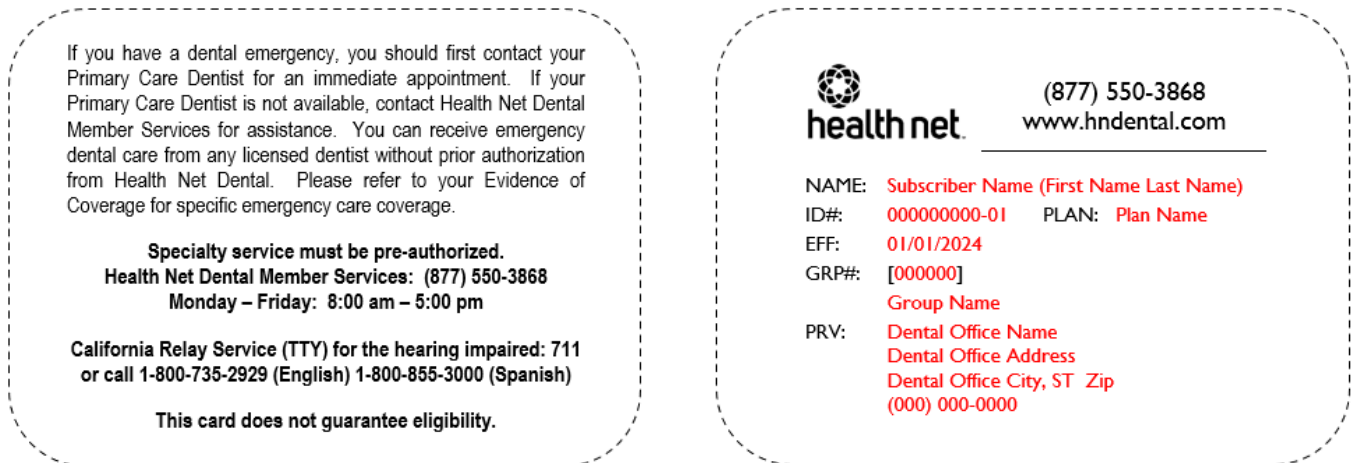 If you have a dental emergency, you should first contact your
Primary Care Dentist for an immediate appointment. If your
Primary Care Dentist is not available, contact Health Net Dental
Member Services for assistance. You can receive emergency
dental care from any licensed dentist without prior authorization
from Health Net Dental. Please refer to your Evidence of
Coverage for specific emergency care coverage.
Specialty service must be pre-authorized.
Health Net Dental Member Services: (877) 550-3868
Monday – Friday: 8:00 am – 5:00 pm
California Relay Service (TTY) for the hearing impaired: 711
or call 1-800-735-2929 (English) 1-800-855-3000 (Spanish)
This card does not guarantee eligibility.
health net.
(877) 550-3868
www.hndental.com
NAME: Subscriber Name (First Name Last Name)
ID#: 000000000-01 PLAN: Plan Name
EFF: 01/01/2024
GRP#: [000000]
Group Name
PRV: Dental Office Name
Dental Office Address
Dental Office City, ST Zip
(000) 000-0000